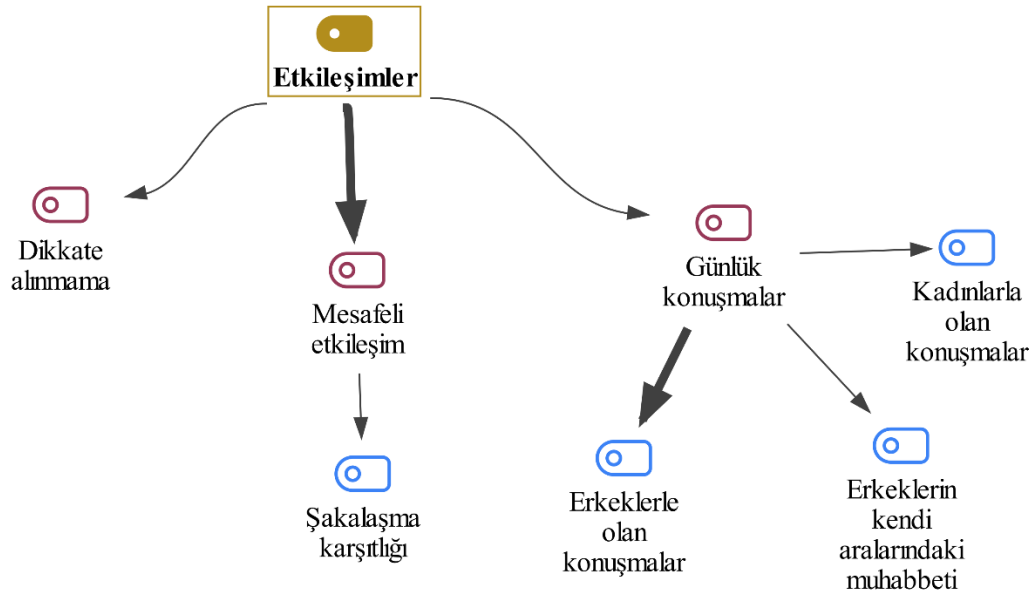 Etkileşimler
Dikkate
alınmama
Mesafeli
etkileşim
Günlük
konuşmalar
Kadınlarla
olan
konuşmalar
Şakalaşma
karşıtlığı
Erkeklerle
olan
konuşmalar
Erkeklerin
kendi
aralarındaki
muhabbeti